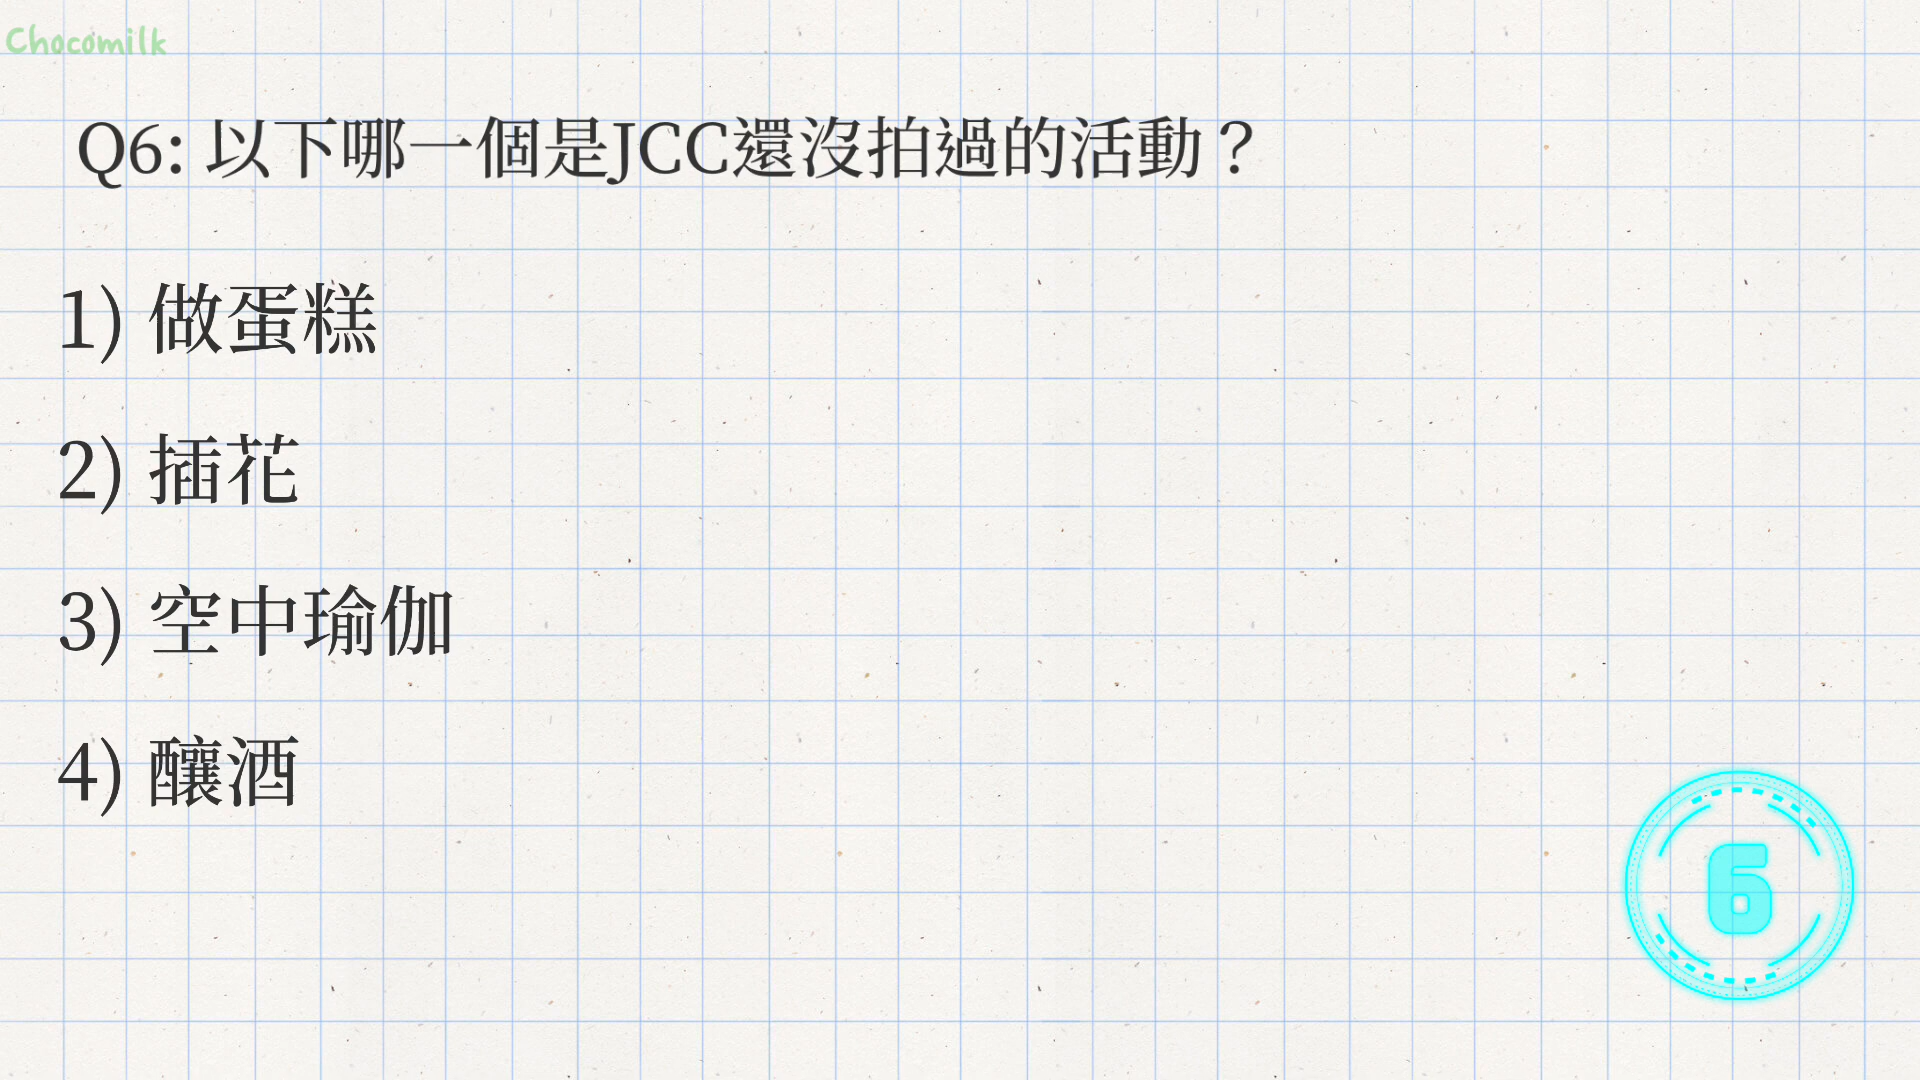 Chocomilk
Q6: 以下哪一個是JCC還沒拍過的活動？
1) 做蛋糕
2) 插花
3) 空中瑜伽
4) 釀酒
6